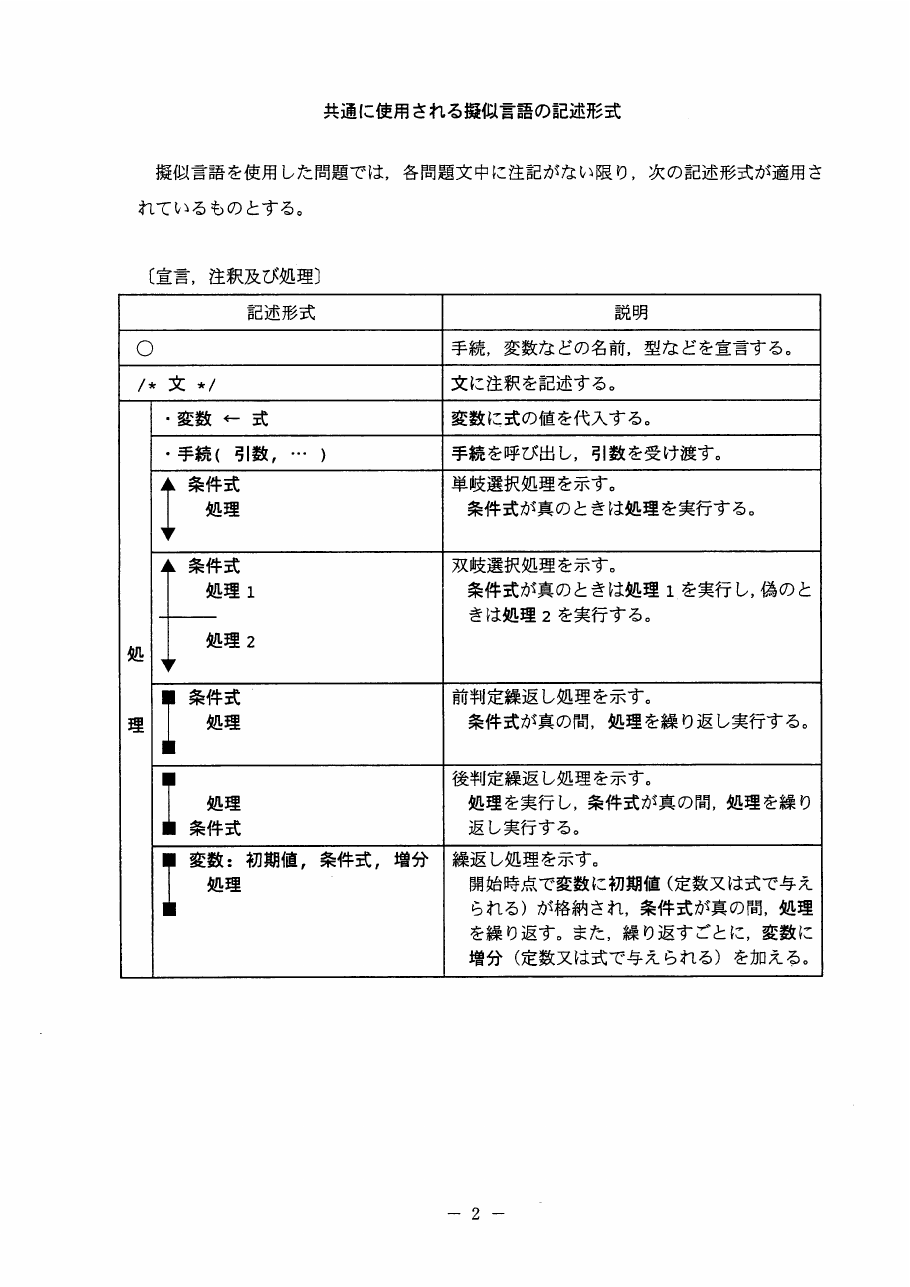 共通に使用される擬似言語の記述形式
擬似言語を使用した問題では，各問題文中に注記がない限り，次の記述形式が適用さ
れているものとする。
〔宣言，注釈及び処理〕
記述形式 説明
○ 手続，変数などの名前，型などを宣言する。
/* 文 */ 文に注釈を記述する。
処理
・変数 ← 式 変数に式の値を代入する。
・手続( 引数, … ) 手続を呼び出し，引数を受け渡す。
▲ 条件式 単岐選択処理を示す。
処理 条件式が真のときは処理を実行する。
▼
▲ 条件式 双岐選択処理を示す。
処理 1 条件式が真のときは処理 1 を実行し，偽のと
きは処理 2 を実行する。
処理 2
▼
■ 条件式 前判定繰返し処理を示す。
処理 条件式が真の間，処理を繰り返し実行する。
■
■ 後判定繰返し処理を示す。
処理 処理を実行し，条件式が真の間，処理を繰り
■ 条件式 返し実行する。
■ 変数: 初期値, 条件式, 増分 繰返し処理を示す。
処理 開始時点で変数に初期値（定数又は式で与え
■ られる）が格納され，条件式が真の間，処理
を繰り返す。また，繰り返すごとに，変数に
増分（定数又は式で与えられる）を加える。
― 2 ―